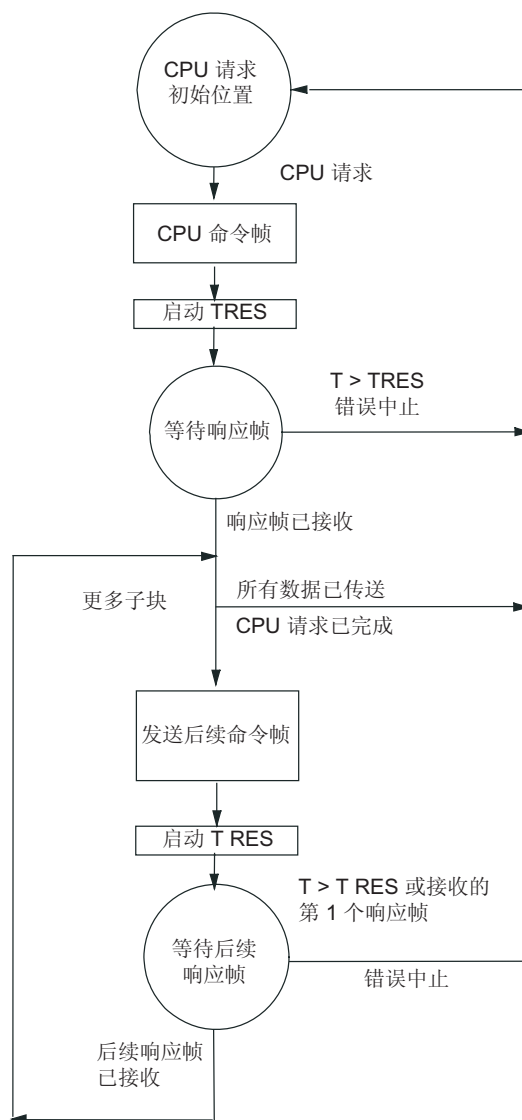 CPU 请求
初始位置
CPU 请求
CPU 命令帧
启动 TRES
T > TRES
错误中止
等待响应帧
响应帧已接收
更多子块
所有数据已传送
CPU 请求已完成
发送后续命令帧
启动 T RES
T > T RES 或接收的
第 1 个响应帧
等待后续
响应帧
错误中止
后续响应帧
已接收